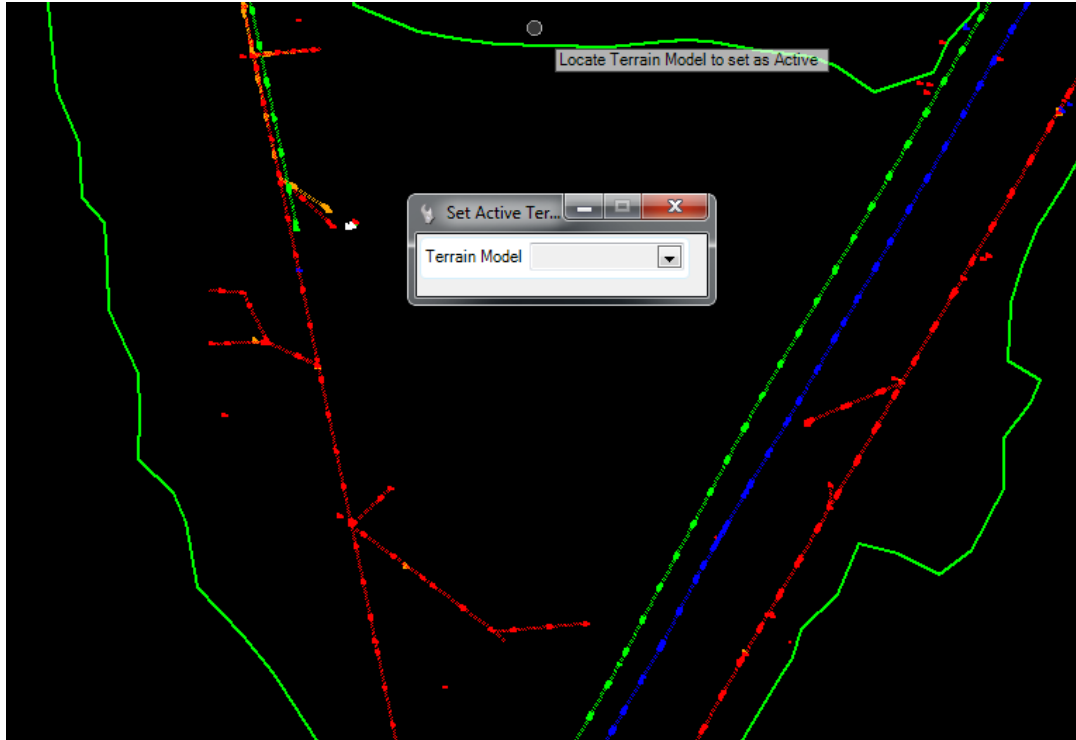 Locate Terrain Model to set as Active
Set Active Ter...
Terrain Model